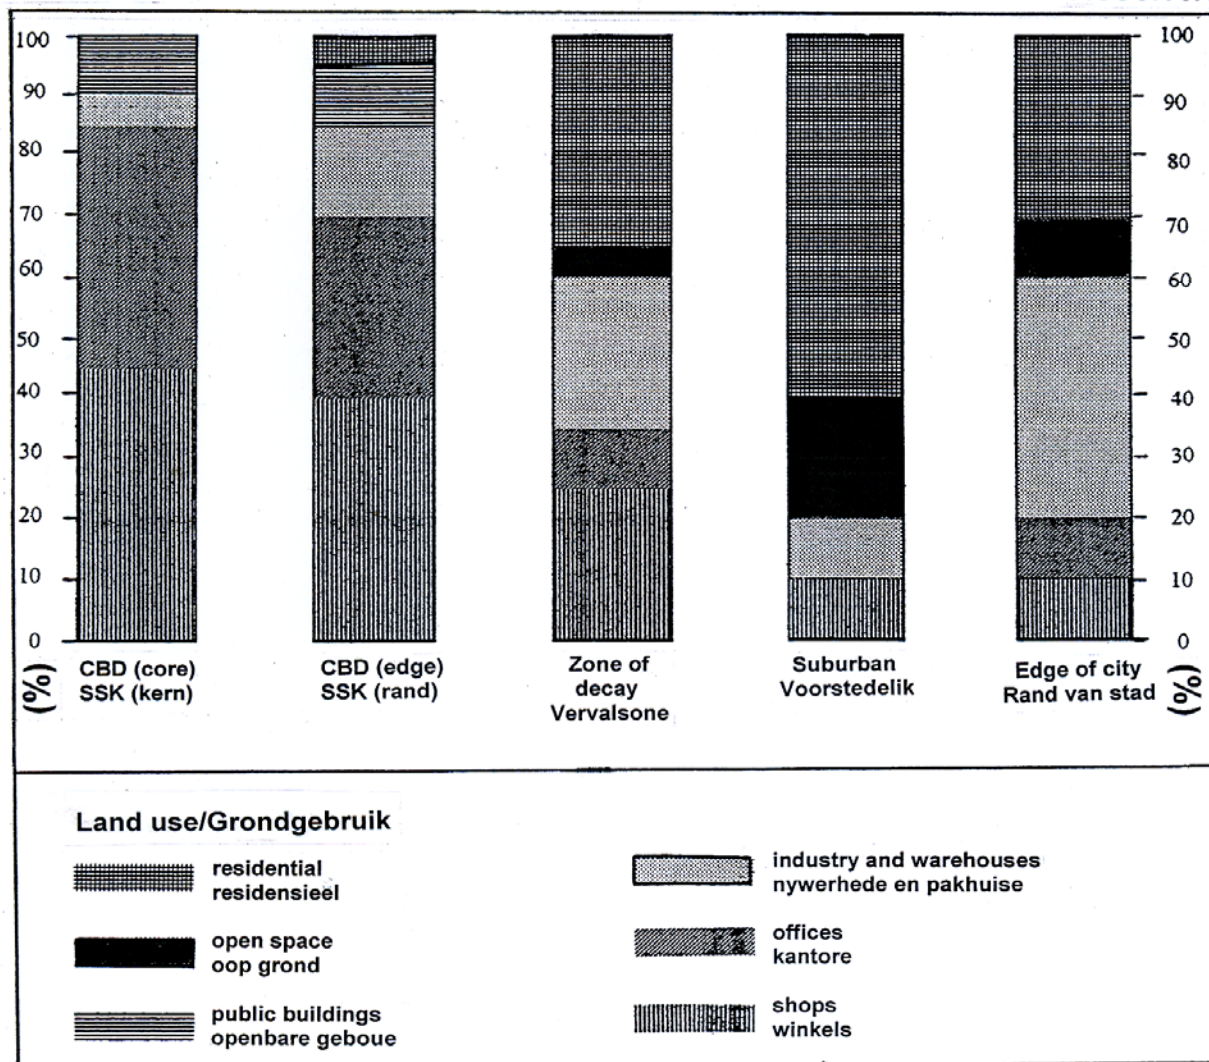 100
90
80
70
60
50
40
30
20
10
0
(%)
100
90
80
70
60
50
40
30
20
10
0
(%)
CBD (core)
SSK (kern)
CBD (edge)
SSK (rand)
Zone of
decay
Vervalsone
Suburban
Voorstedelik
Edge of city
Rand van stad
Land use/Grondgebruik
residential
residensieël
open space
oop grond
public buildings
openbare geboue
industry and warehouses
nywerhede en pakhuise
offices
kantore
shops
winkels